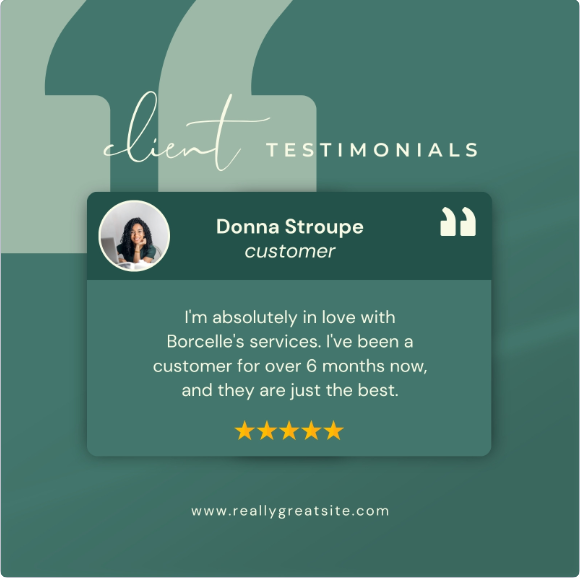 client TESTIMONIALS
Donna Stroupe
customer
I'm absolutely in love with
Borcelle's services. I've been a
customer for over 6 months now,
and they are just the best.
www.reallygreatsite.com